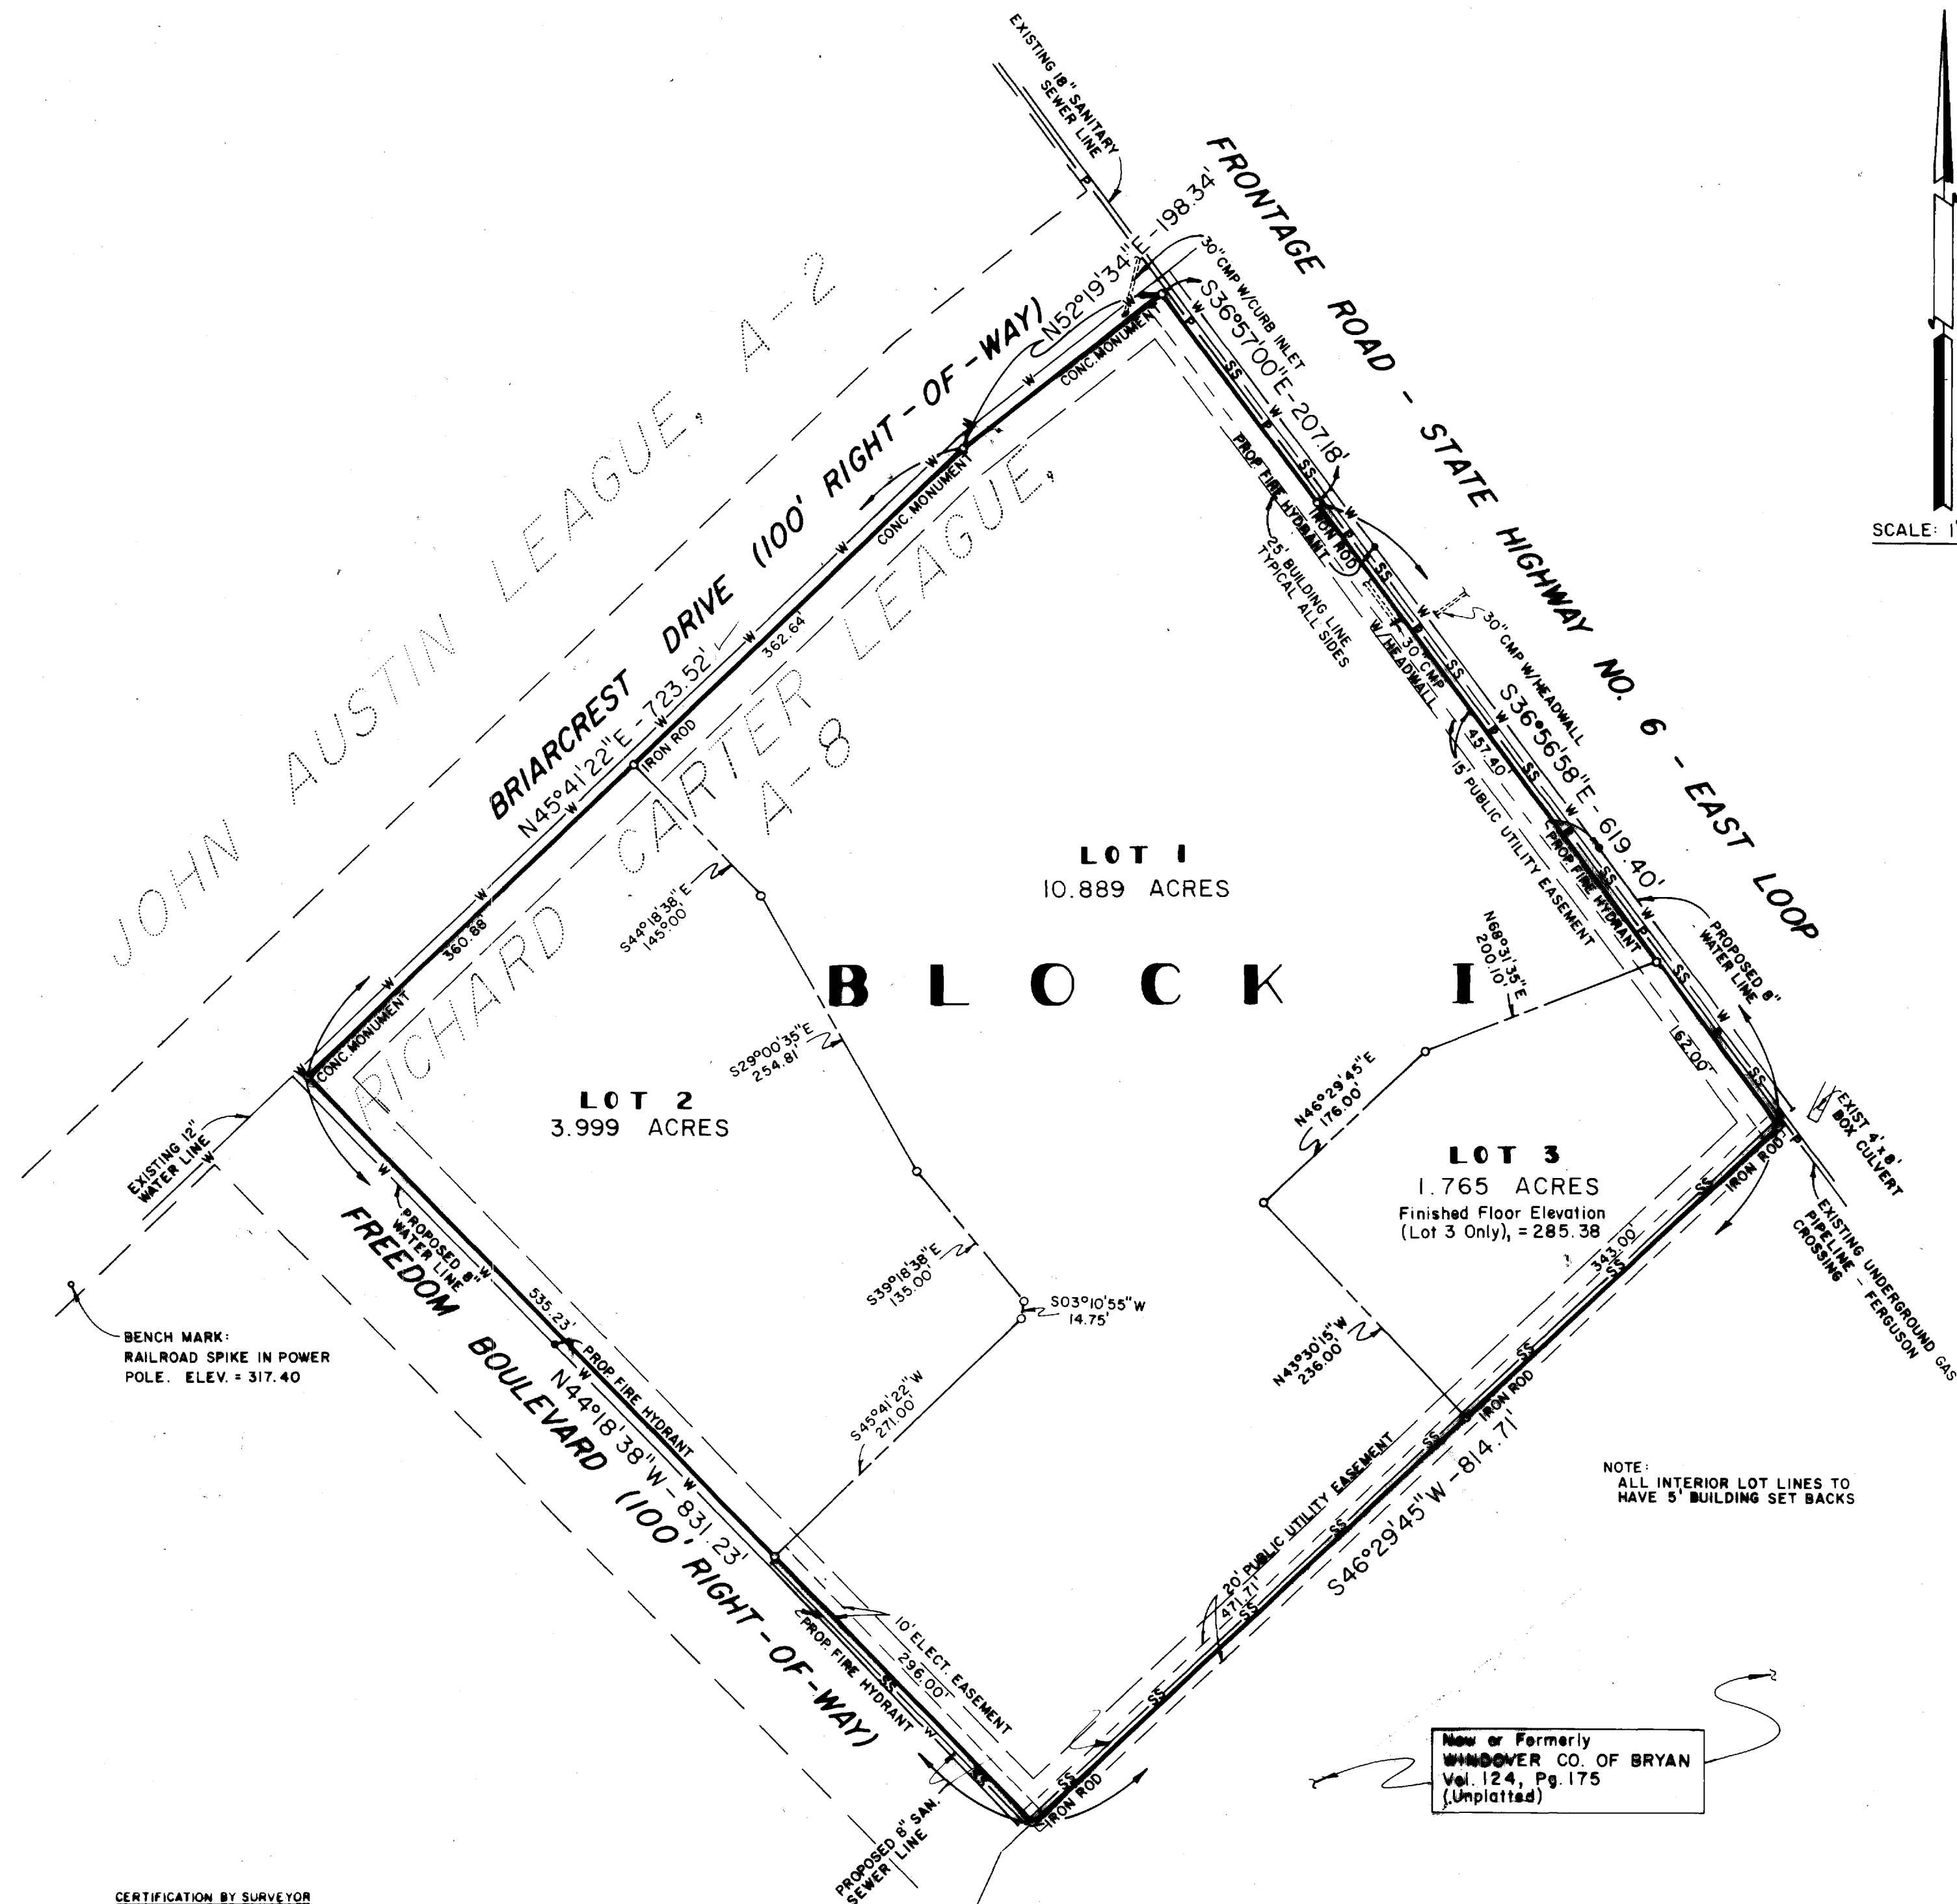 EXISTING 18" SANITARY
SEWER LINE
FRONTAGE ROAD - STATE HIGHWAY NO. 6 - EAST LOOP
SCALE: 1"
JOHN AUSTIN LEAGUE, A-2
BRIARCREST DRIVE (100' RIGHT-OF-WAY)
N52°19'34"E-198.34'
30" CMP W/CURB INLET
S36°57'00"E-207.18'
CONC. MONUMENT
CONC. MONUMENT
RICHARD CARTER LEAGUE,
A-8
N45°41'22"E-723.52'
362.64'
IRON ROD
360.88'
CONC. MONUMENT
PROP. FIRE HYDRANT
IRON ROD
25' BUILDING LINE
TYPICAL ALL SIDES
30" CMP
W/HEADWALL
30" CMP W/HEADWALL
S36°56'58"E-619.40'
457.40'
15' PUBLIC UTILITY EASEMENT
PROP. FIRE HYDRANT
PROPOSED 8"
WATER LINE
LOT 1
10.889 ACRES
BLOCK I
S44°18'38"E
145°00'
S29°00'35"E
254.81'
N68°31'35"E
200.10'
N46°29'45"E
176.00'
162.00'
EXIST 4'x8'
BOX CULVERT
LOT 2
3.999 ACRES
LOT 3
1.765 ACRES
Finished Floor Elevation
(Lot 3 Only), = 285.38
IRON ROD
EXISTING UNDERGROUND GAS
PIPELINE - FERGUSON
CROSSING
EXISTING 12"
WATER LINE
PROPOSED 8"
WATER LINE
FREEDOM BOULEVARD (100' RIGHT-OF-WAY)
S39°18'38"E
135.00'
S03°10'55"W
14.75'
343.00'
BENCH MARK:
RAILROAD SPIKE IN POWER
POLE. ELEV. = 317.40
535.23'
PROP. FIRE HYDRANT
N44°18'38"W-831.23'
S45°41'22"W
271.00'
N43°30'15"W
236.00'
IRON ROD
S46°29'45"W-814.71'
NOTE:
ALL INTERIOR LOT LINES TO
HAVE 5' BUILDING SET BACKS
20' PUBLIC UTILITY EASEMENT
471.71'
10' ELECT. EASEMENT
296.00'
PROP. FIRE HYDRANT
IRON ROD
PROPOSED 8" SAN.
SEWER LINE
Now or Formerly
WINDOVER CO. OF BRYAN
Vol. 124, Pg. 175
(Unplatted)
CERTIFICATION BY SURVEYOR